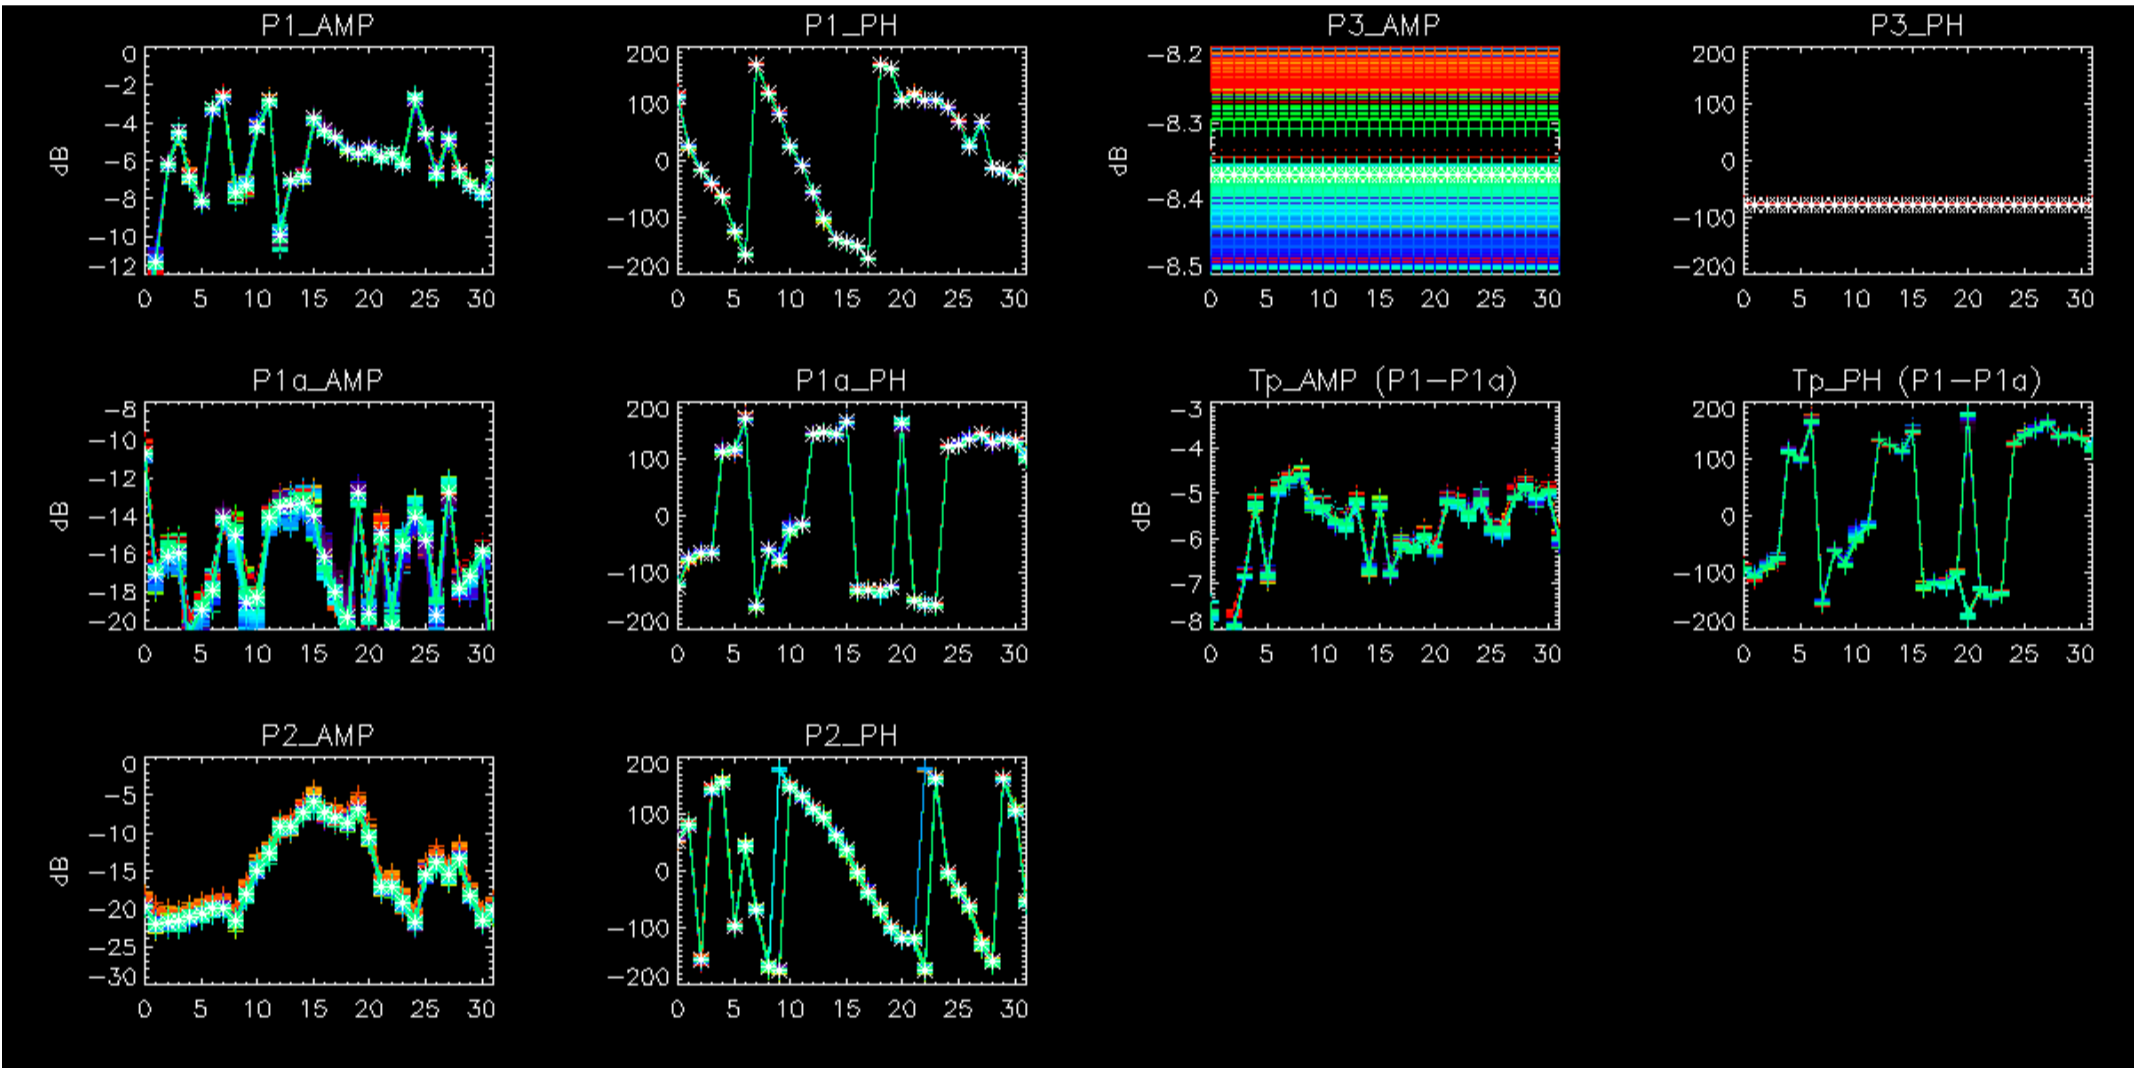 P1_AMP
P1_PH
P3_AMP
P3_PH
0
−2
−4
−6
−8
−10
−12
dB
0 5 10 15 20 25 30
200
100
0
−100
−200
0 5 10 15 20 25 30
−8.2
−8.3
−8.4
−8.5
dB
0 5 10 15 20 25 30
200
100
0
−100
−200
0 5 10 15 20 25 30
P1a_AMP
P1a_PH
Tp_AMP (P1−P1a)
Tp_PH (P1−P1a)
−8
−10
−12
−14
−16
−18
−20
dB
0 5 10 15 20 25 30
200
100
0
−100
−200
0 5 10 15 20 25 30
−3
−4
−5
−6
−7
−8
dB
0 5 10 15 20 25 30
200
100
0
−100
−200
0 5 10 15 20 25 30
P2_AMP
P2_PH
0
−5
−10
−15
−20
−25
−30
dB
0 5 10 15 20 25 30
200
100
0
−100
−200
0 5 10 15 20 25 30